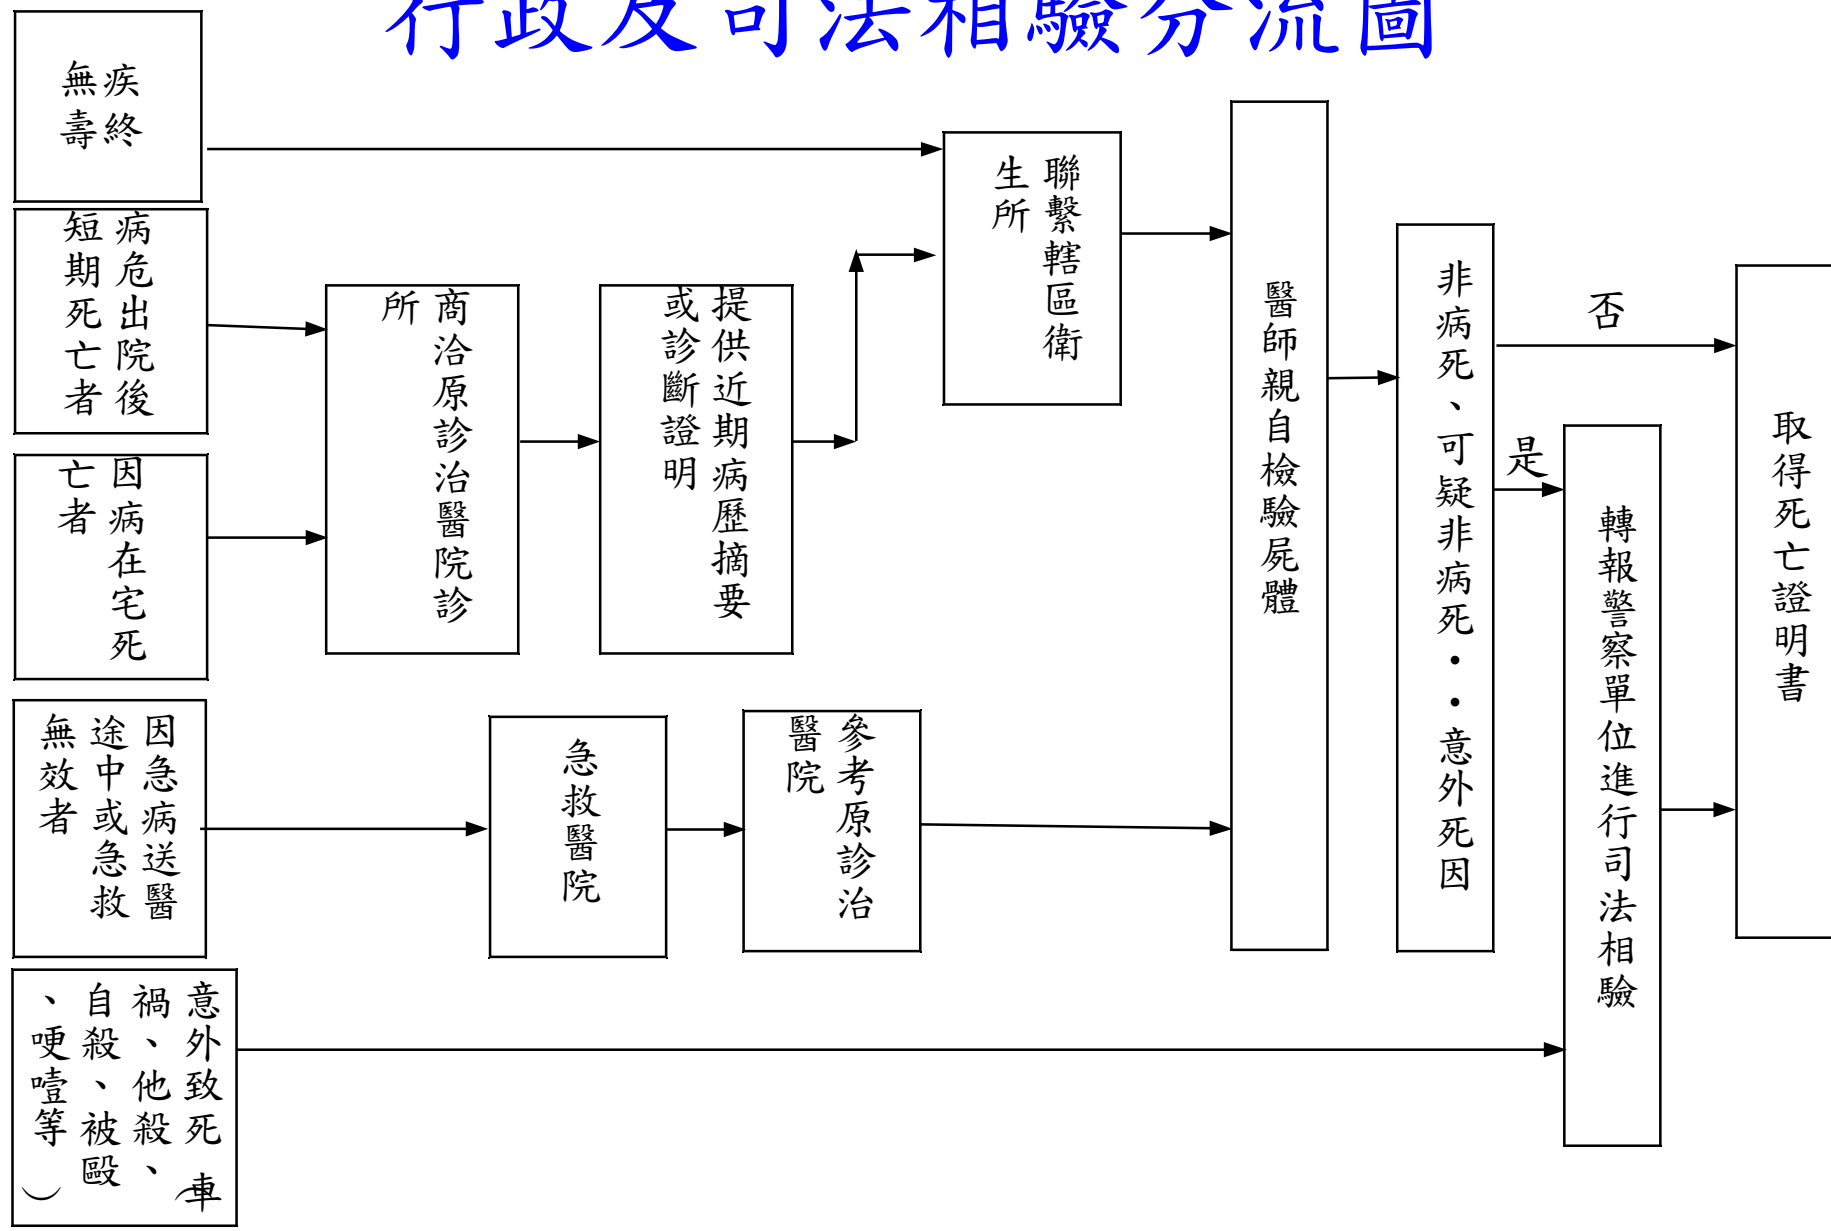 行政及司法相驗分流圖
無疾
壽終
病危出院後
短期死亡者
因病在宅死
亡者
因急病送醫
途中或急救
無效者
意外致死（車
禍、他殺、
自殺、被毆
、哽噎等）
商洽原診治醫院診
所
提供近期病歷摘要
或診斷證明
急救醫院
參考原診治
醫院
聯繫轄區衛
生所
醫師親自檢驗屍體
非病死、可疑非病死··意外死因
否
是
轉報警察單位進行司法相驗
取得死亡證明書